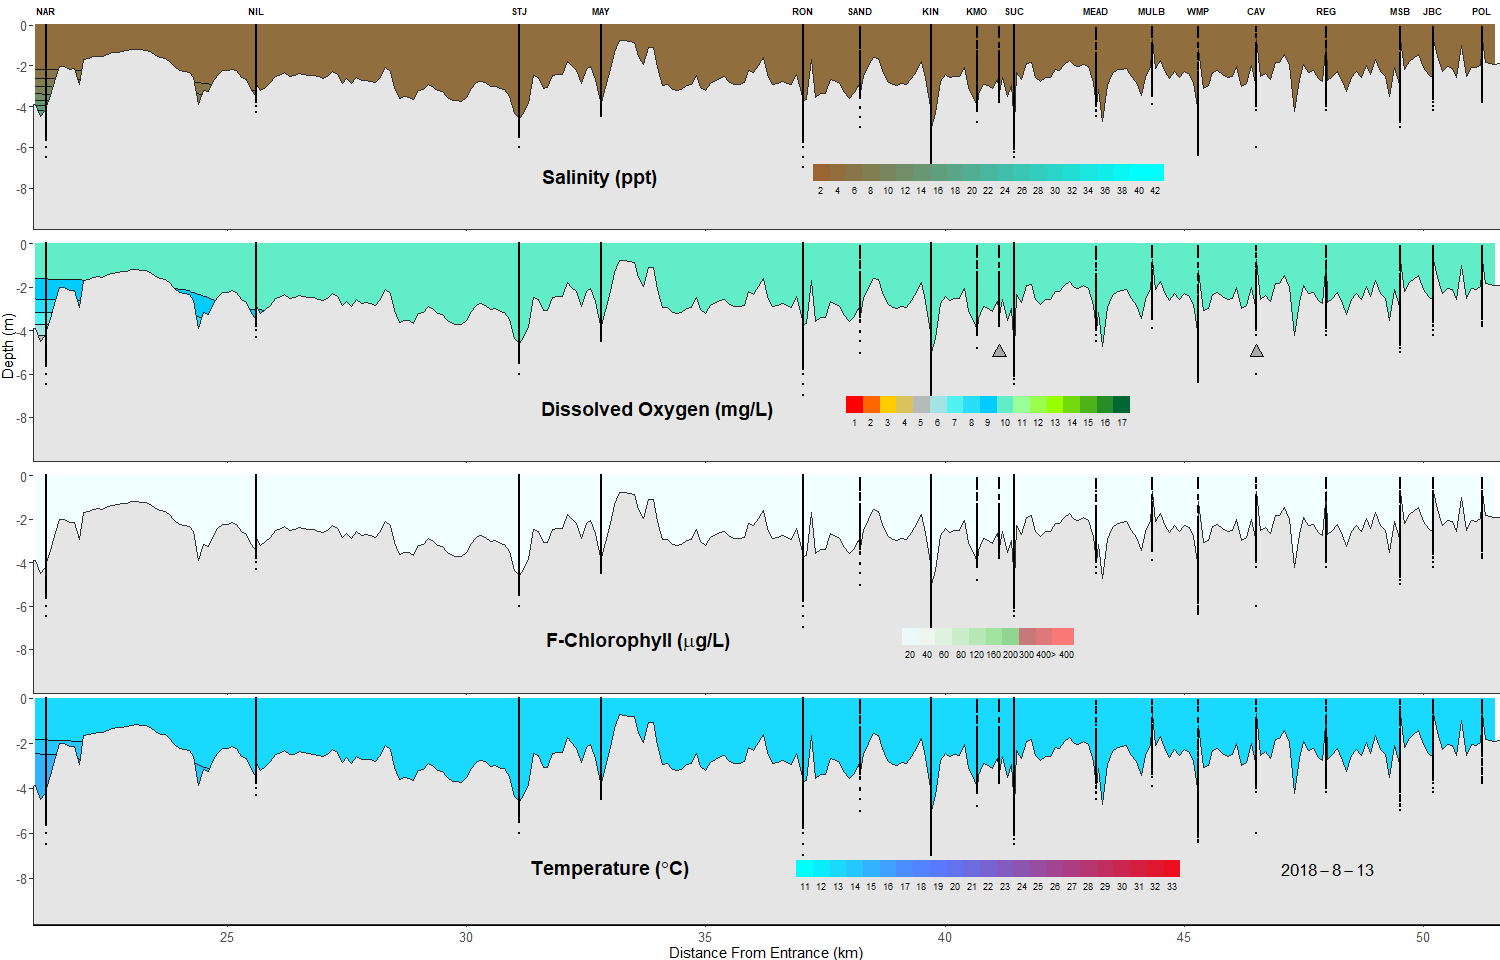 NAR NIL STJ MAY RON SAND KIN KMO SUC MEAD MULB WMP CAV REG MSB JBC POL
0
-2
-4
-6
-8
Salinity (ppt)
2 4 6 8 10 12 14 16 18 20 22 24 26 28 30 32 34 36 38 40 42
0
-2
-4
-6
-8
Depth (m)
Dissolved Oxygen (mg/L)
1 2 3 4 5 6 7 8 9 10 11 12 13 14 15 16 17
0
-2
-4
-6
-8
F-Chlorophyll (μg/L)
20 40 60 80 120 160 200 300 400> 400
0
-2
-4
-6
-8
Temperature (°C)
11 12 13 14 15 16 17 18 19 20 21 22 23 24 25 26 27 28 29 30 31 32 33
2018 – 8 – 13
25 30 35 40 45 50
Distance From Entrance (km)